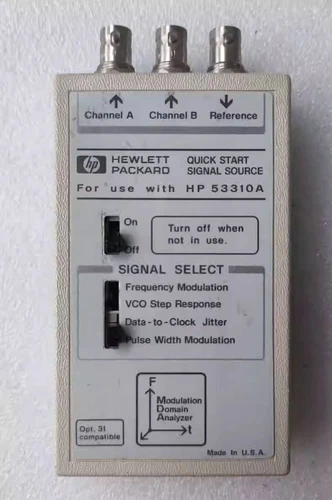 Channel A Channel B Reference
hp HEWLETT PACKARD QUICK START SIGNAL SOURCE
For use with HP 53310A
On
Turn off when
not in use.
Off
SIGNAL SELECT
Frequency Modulation
VCO Step Response
Data-to-Clock Jitter
Pulse Width Modulation
F
Modulation
Domain
Analyzer
t
Opt. 31
compatible
Made in U.S.A.